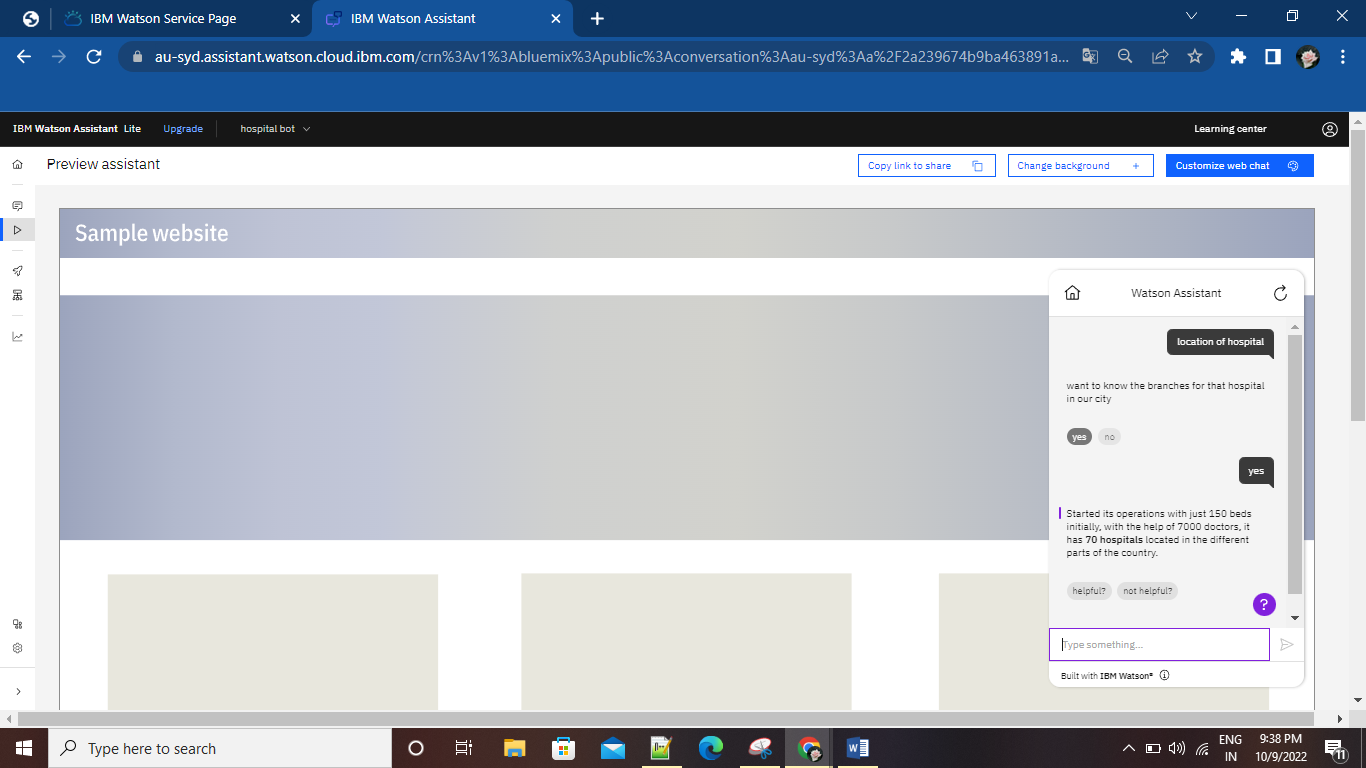 IBM Watson Service Page
IBM Watson Assistant
au-syd.assistant.watson.cloud.ibm.com/crn%3Av1%3Abluemix%3Apublic%3Aconversation%3Aau-syd%3Aa%2F2a239674b9ba463891a...
IBM Watson Assistant Lite
Upgrade
hospital bot
Learning center
Preview assistant
Copy link to share
Change background +
Customize web chat
Sample website
Watson Assistant
location of hospital
want to know the branches for that hospital
in our city
yes no
yes
Started its operations with just 150 beds
initially, with the help of 7000 doctors, it
has 70 hospitals located in the different
parts of the country.
helpful? not helpful?
?
Type something...
Built with IBM Watson®
Type here to search
ENG
IN
9:38 PM
10/9/2022
11